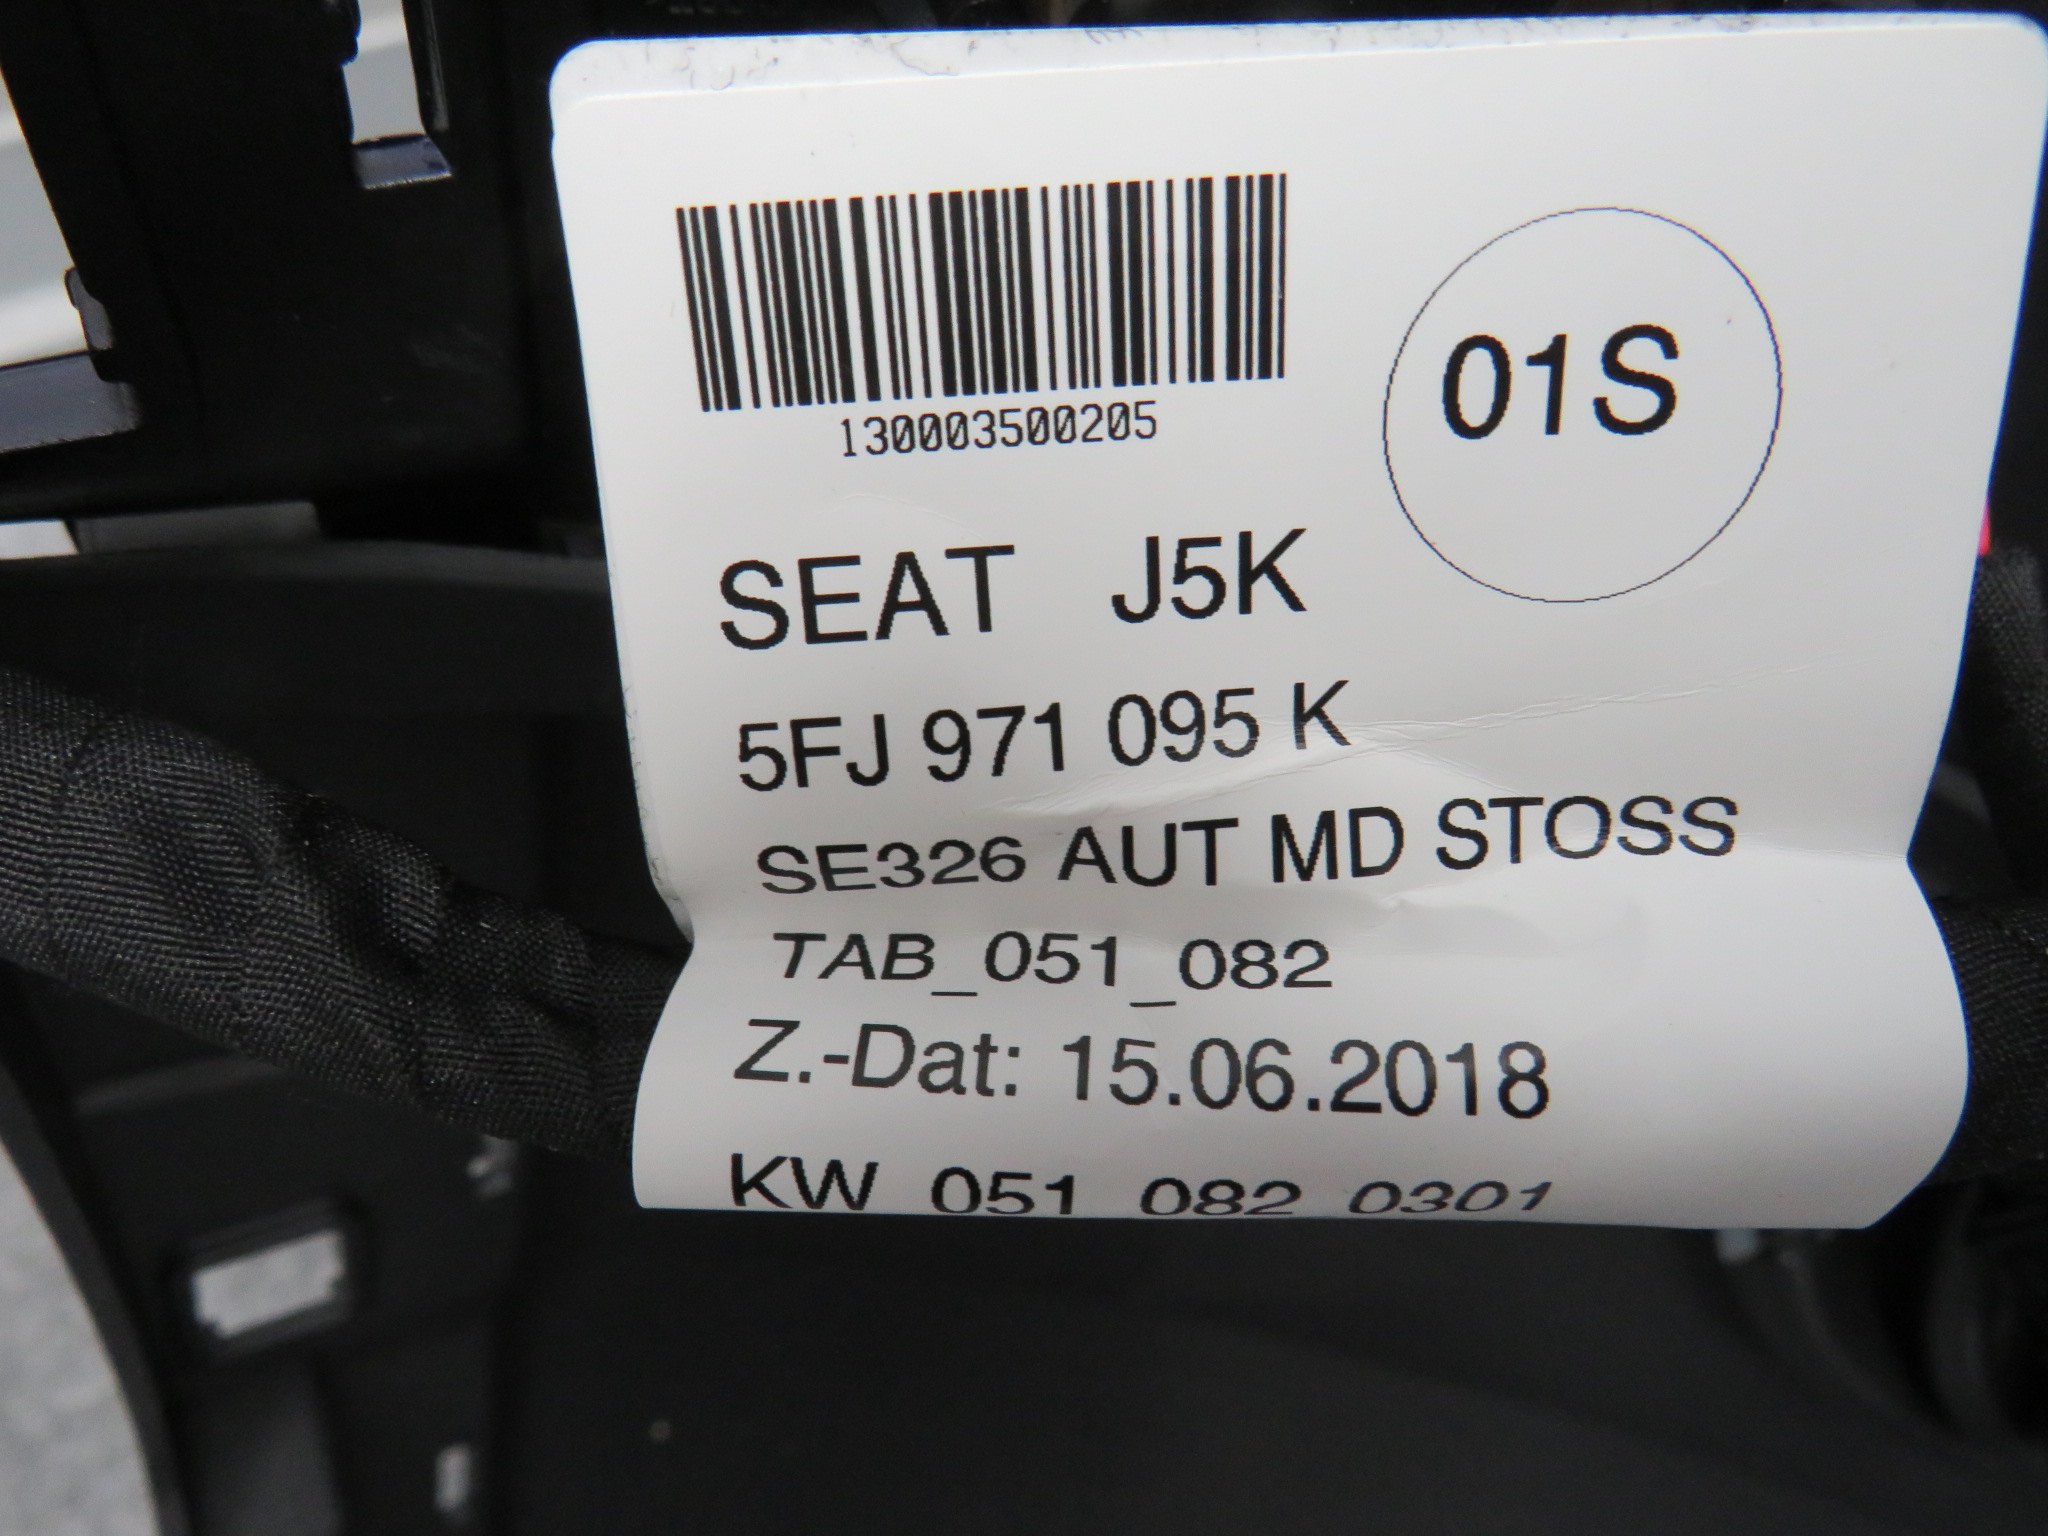 130003500205
01S
SEAT J5K
5FJ 971 095 K
SE326 AUT MD STOSS
TAB_051_082
Z.-Dat: 15.06.2018
KW 051 082 0301